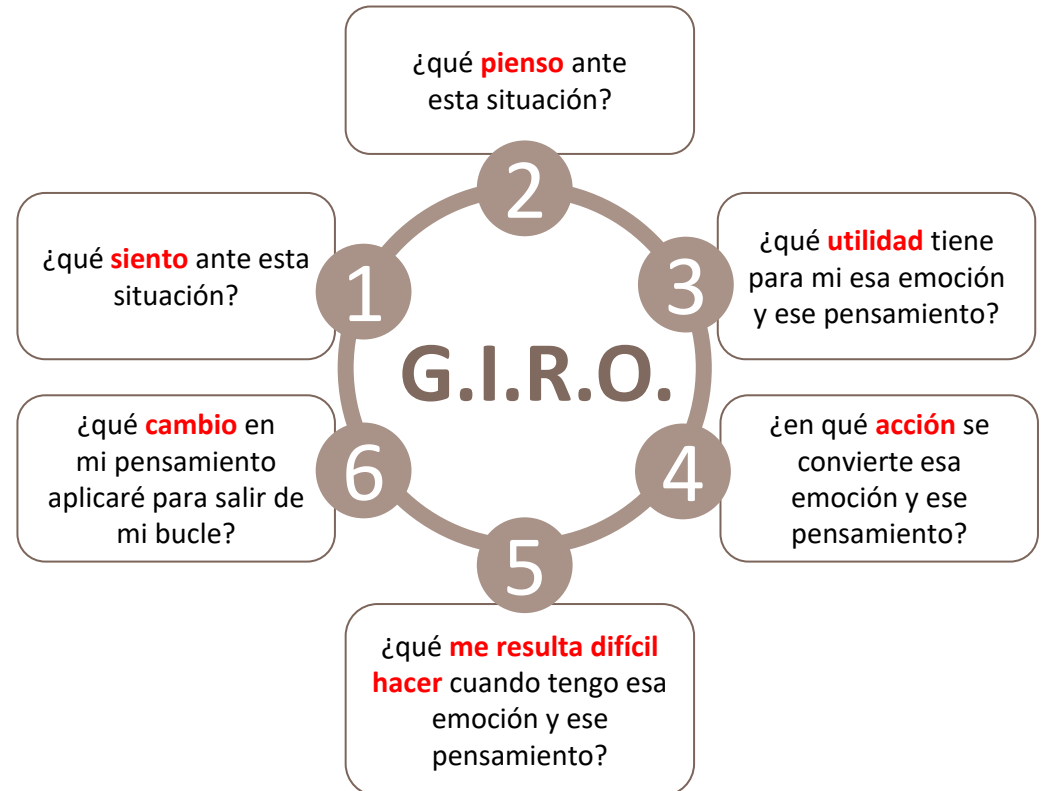 ¿qué pienso ante
esta situación?
2
¿qué siento ante esta
situación?
1
3
¿qué utilidad tiene
para mi esa emoción
y ese pensamiento?
G.I.R.O.
¿qué cambio en
mi pensamiento
aplicaré para salir de
mi bucle?
6
4
¿en qué acción se
convierte esa
emoción y ese
pensamiento?
5
¿qué me resulta difícil
hacer cuando tengo esa
emoción y ese
pensamiento?